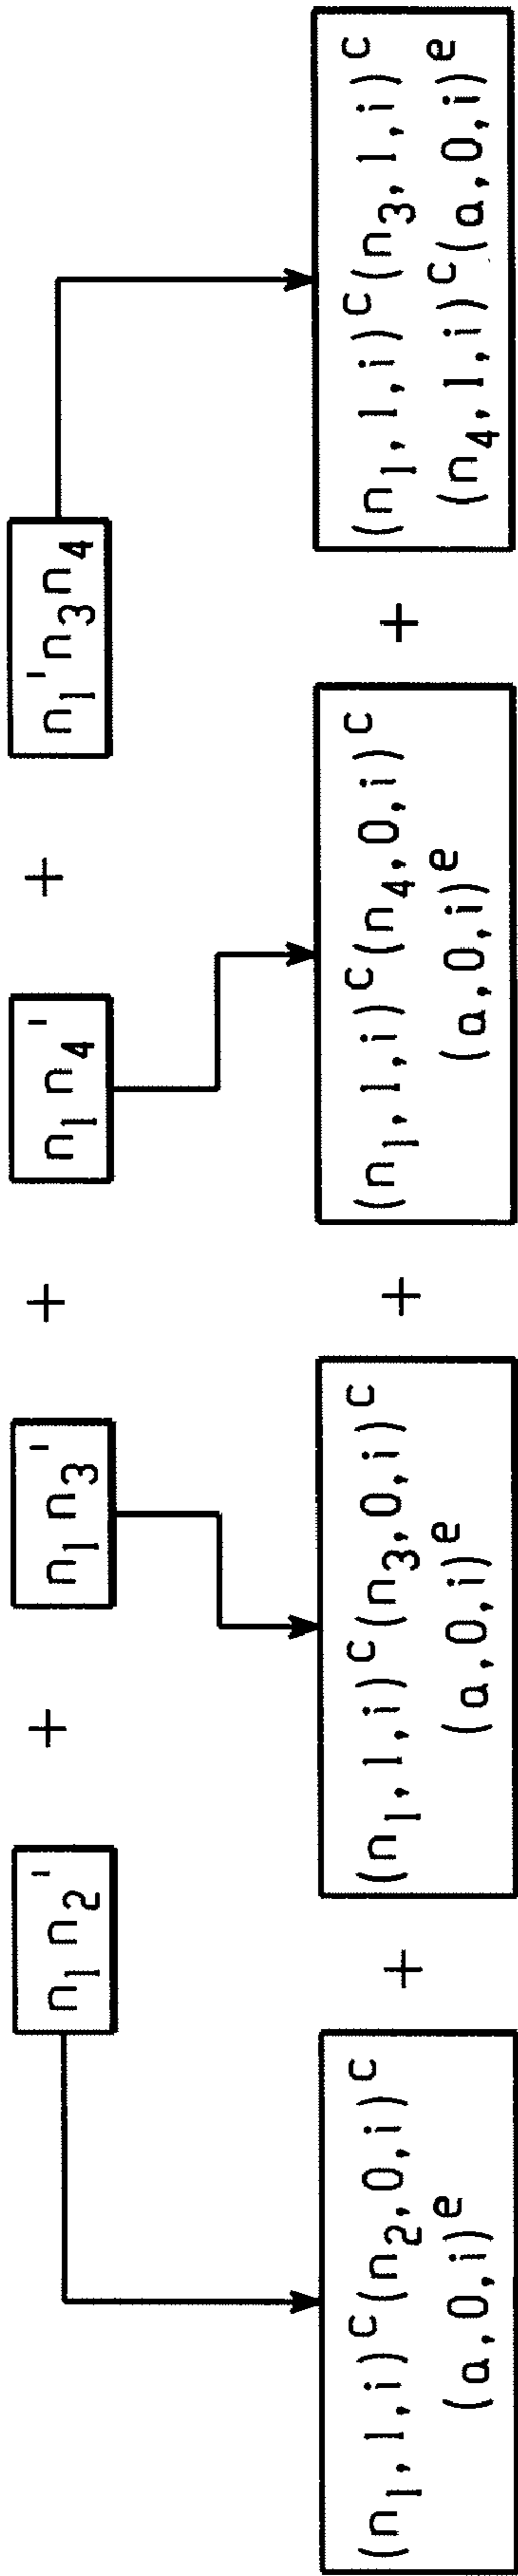 n₁n₂' + n₁n₃' + n₁n₄' + n₁'n₃n₄
(n₁,1,i)ᶜ(n₂,0,i)ᶜ
(a,0,i)ᵉ
+
(n₁,1,i)ᶜ(n₃,0,i)ᶜ
(a,0,i)ᵉ
+
(n₁,1,i)ᶜ(n₄,0,i)ᶜ
(a,0,i)ᵉ
+
(n₁,1,i)ᶜ(n₃,1,i)ᶜ
(n₄,1,i)ᶜ(a,0,i)ᵉ